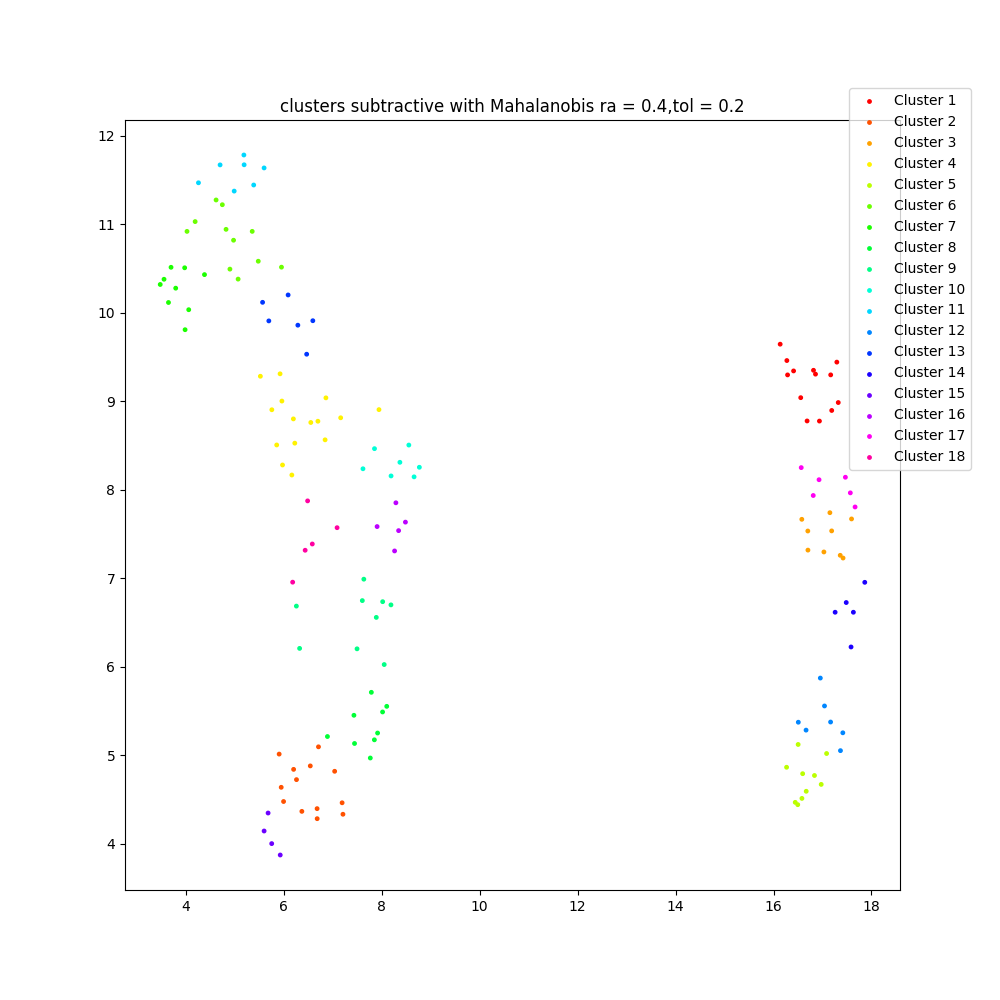 clusters subtractive with Mahalanobis ra = 0.4,tol = 0.2
Cluster 1
Cluster 2
Cluster 3
Cluster 4
Cluster 5
Cluster 6
Cluster 7
Cluster 8
Cluster 9
Cluster 10
Cluster 11
Cluster 12
Cluster 13
Cluster 14
Cluster 15
Cluster 16
Cluster 17
Cluster 18
12
11
10
9
8
7
6
5
4
4 6 8 10 12 14 16 18